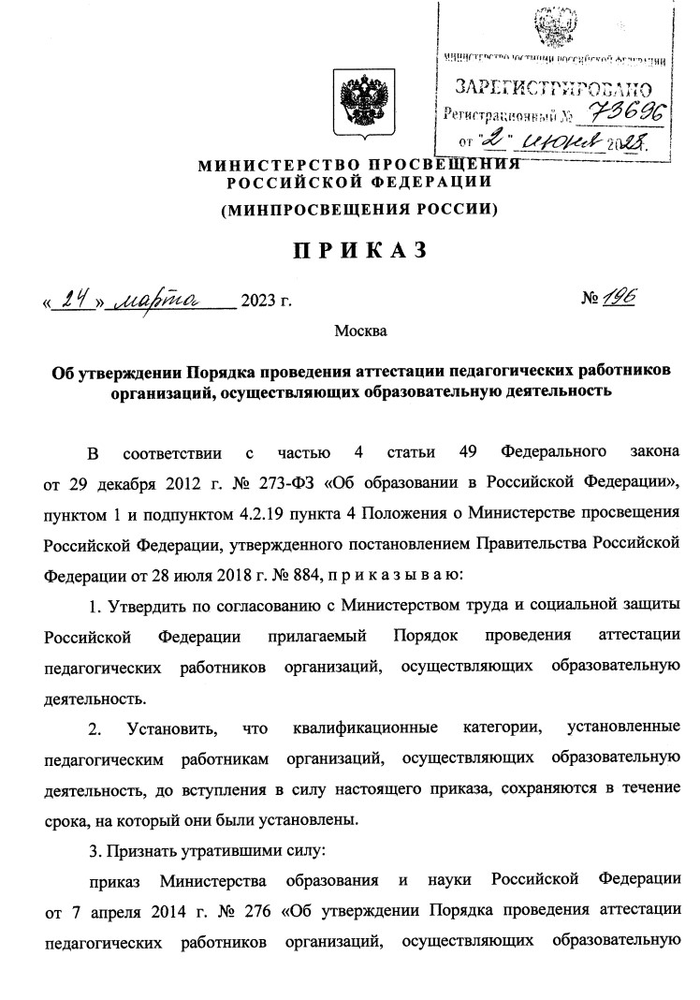 МИНИСТЕРСТВО ЮСТИЦИИ РОССИЙСКОЙ ФЕДЕРАЦИИ
ЗАРЕГИСТРИРОВАНО
Регистрационный № 73696
от "2" июня 2023.
МИНИСТЕРСТВО ПРОСВЕЩЕНИЯ
РОССИЙСКОЙ ФЕДЕРАЦИИ
(МИНПРОСВЕЩЕНИЯ РОССИИ)
П Р И К А З
«24» марта 2023 г. № 196
Москва
Об утверждении Порядка проведения аттестации педагогических работников
организаций, осуществляющих образовательную деятельность
В соответствии с частью 4 статьи 49 Федерального закона
от 29 декабря 2012 г. № 273-ФЗ «Об образовании в Российской Федерации»,
пунктом 1 и подпунктом 4.2.19 пункта 4 Положения о Министерстве просвещения
Российской Федерации, утвержденного постановлением Правительства Российской
Федерации от 28 июля 2018 г. № 884, п р и к а з ы в а ю:
1. Утвердить по согласованию с Министерством труда и социальной защиты
Российской Федерации прилагаемый Порядок проведения аттестации
педагогических работников организаций, осуществляющих образовательную
деятельность.
2. Установить, что квалификационные категории, установленные
педагогическим работникам организаций, осуществляющих образовательную
деятельность, до вступления в силу настоящего приказа, сохраняются в течение
срока, на который они были установлены.
3. Признать утратившими силу:
приказ Министерства образования и науки Российской Федерации
от 7 апреля 2014 г. № 276 «Об утверждении Порядка проведения аттестации
педагогических работников организаций, осуществляющих образовательную